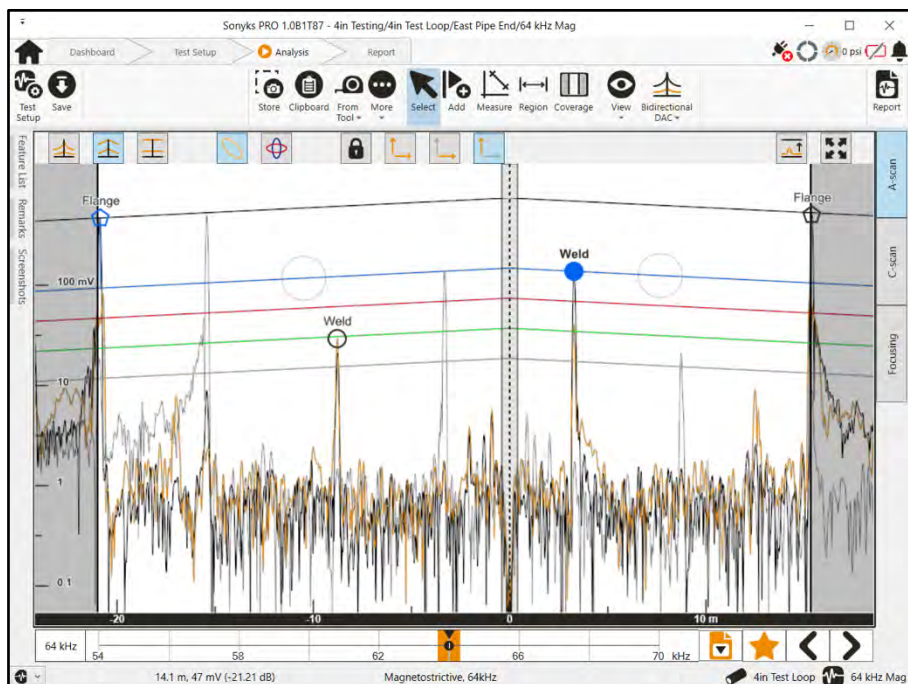 Sonyks PRO 1.0B1T87 - 4in Testing/4in Test Loop/East Pipe End/64 kHz Mag
Dashboard Test Setup Analysis Report
0 psi
Test Setup Save Store Clipboard From Tool More Select Add Measure Region Coverage View Bidirectional DAC Report
Feature List
Remarks
Screenshots
A-scan
C-scan
Focusing
Flange
Flange
Weld
100 mV
Weld
10
1
0.1
-20 -10 0 10 m
64 kHz 54 58 62 66 70 kHz
14.1 m, 47 mV (-21.21 dB) Magnetostrictive, 64kHz 4in Test Loop 64 kHz Mag